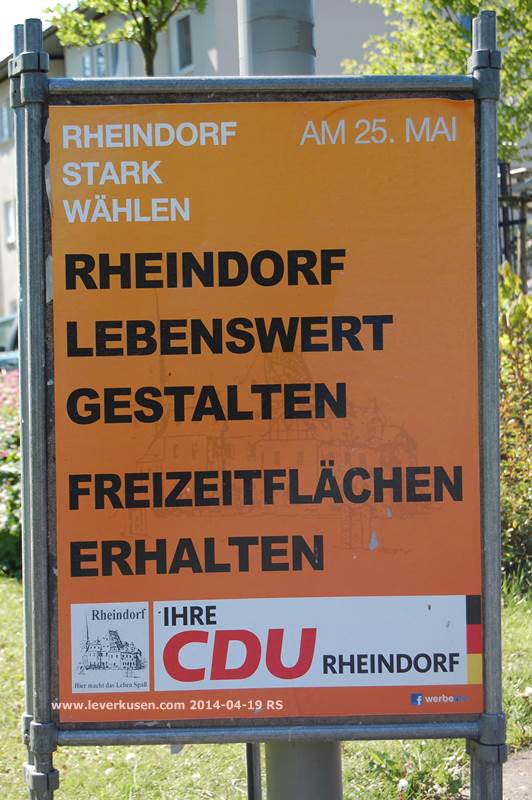 RHEINDORF
AM 25. MAI
STARK
WÄHLEN
RHEINDORF
LEBENSWERT
GESTALTEN
FREIZEITFLÄCHEN
ERHALTEN
Rheindorf
Hier macht das Leben Spaß
IHRE
CDU RHEINDORF
www.leverkusen.com 2014-04-19 RS